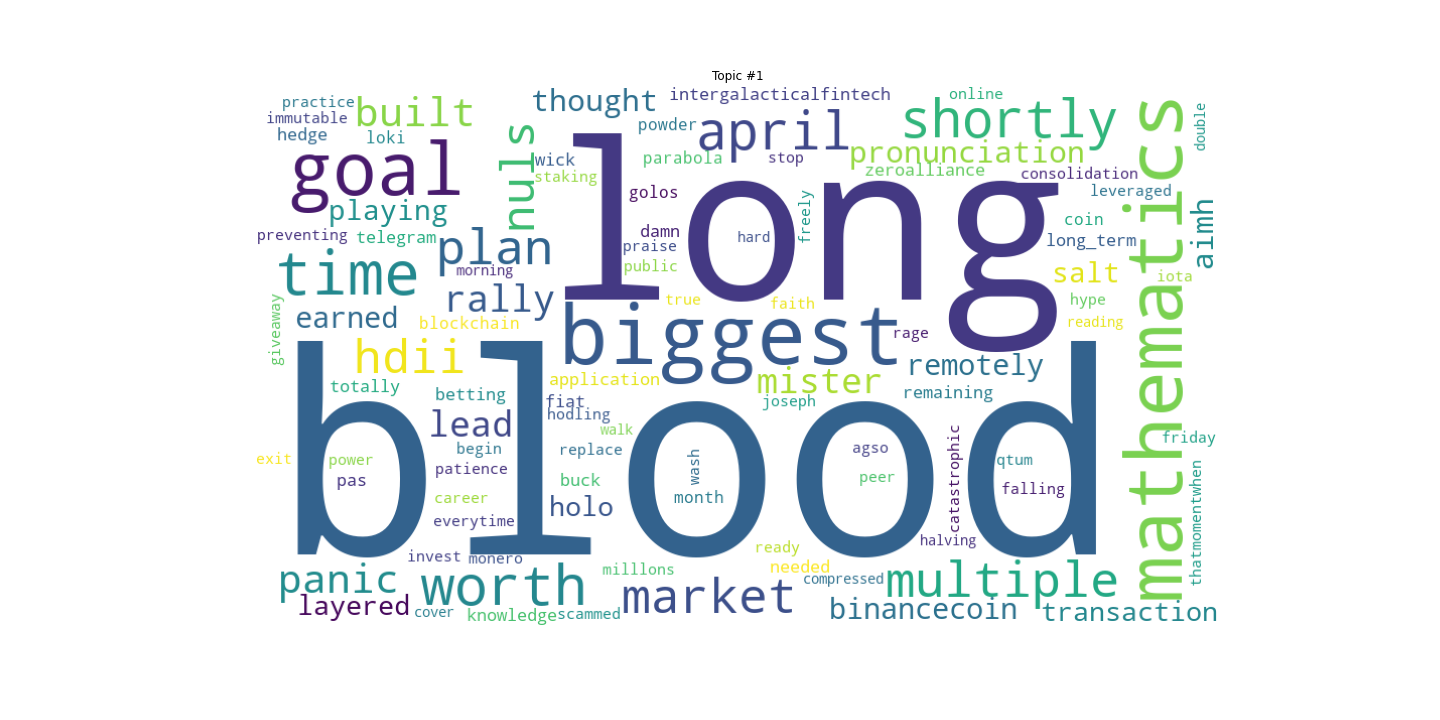 Topic #1
practice
immutable
hedge
loki
built
thought
intergalacticalfintech
online
shortly
double
powder
april
goal
nuls
wick
staking
parabola
stop
pronunciation
zeroalliance
consolidation
leveraged
mathematics
aimh
playing
golos
long
freely
coin
long_term
preventing
telegram
plan
damn
praise
hard
public
morning
time
rally
true
faith
salt
iota
hype
reading
giveaway
earned
blockchain
biggest
rage
hdii
application
mister
remotely
totally
betting
fiat
hodling
joseph
remaining
blood
lead
walk
begin
replace
patience
exit
power
pas
buck
wash
month
agso
peer
catastrophic
qtum
falling
friday
thatmomentwhen
career
everytime
holo
halving
invest
monero
ready
needed
milllons
compressed
panic
worth
market
multiple
layered
cover
knowledge
scammed
binancecoin
transaction